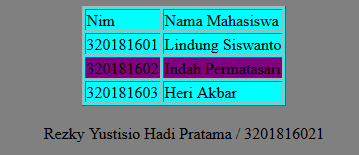 Nim Nama Mahasiswa
320181601 Lindung Siswanto
320181602 Indah Permatasari
320181603 Heri Akbar
Rezky Yustisio Hadi Pratama / 3201816021